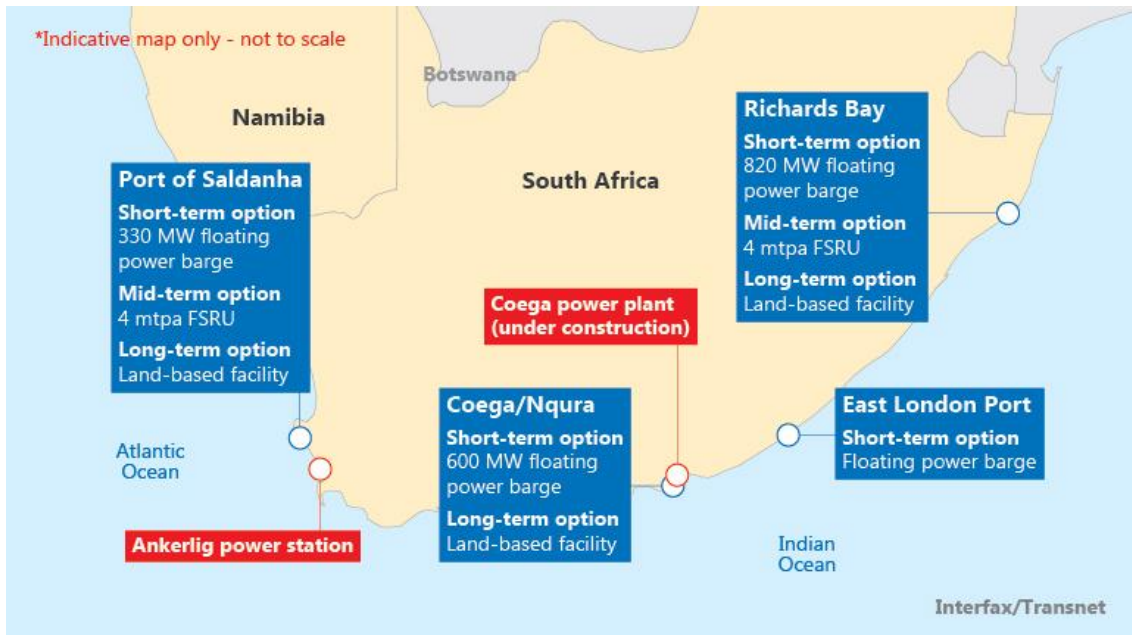 *Indicative map only - not to scale
Botswana
Namibia
South Africa
Richards Bay
Short-term option
820 MW floating
power barge
Mid-term option
4 mtpa FSRU
Long-term option
Land-based facility
Port of Saldanha
Short-term option
330 MW floating
power barge
Mid-term option
4 mtpa FSRU
Long-term option
Land-based facility
Coega power plant
(under construction)
Coega/Nqura
Short-term option
600 MW floating
power barge
Long-term option
Land-based facility
East London Port
Short-term option
Floating power barge
Atlantic
Ocean
Ankerlig power station
Indian
Ocean
Interfax/Transnet